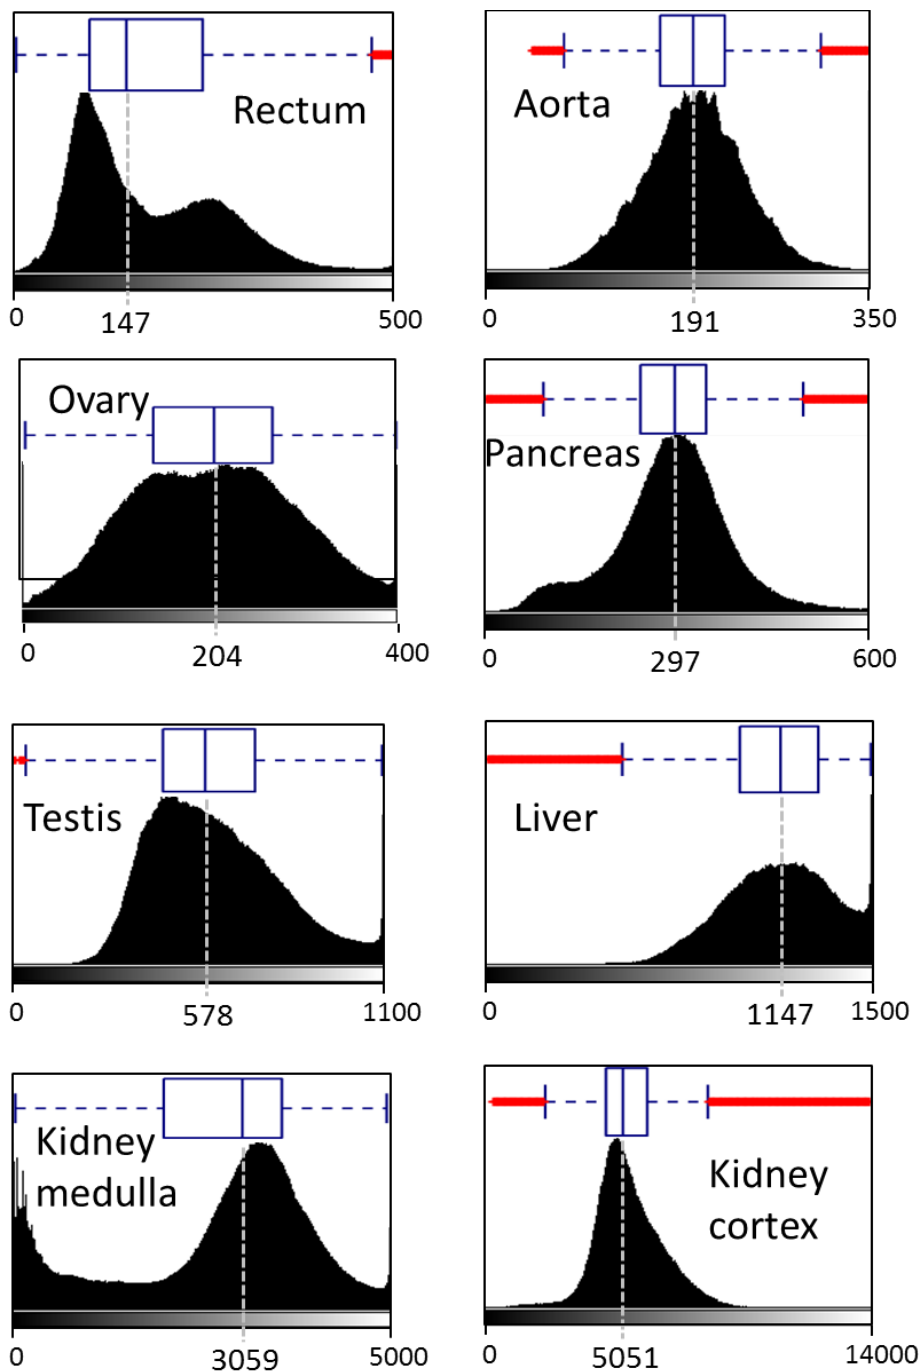 Rectum
0 147 500
Aorta
0 191 350
Ovary
0 204 400
Pancreas
0 297 600
Testis
0 578 1100
Liver
0 1147 1500
Kidney
medulla
0 3059 5000
Kidney
cortex
0 5051 14000